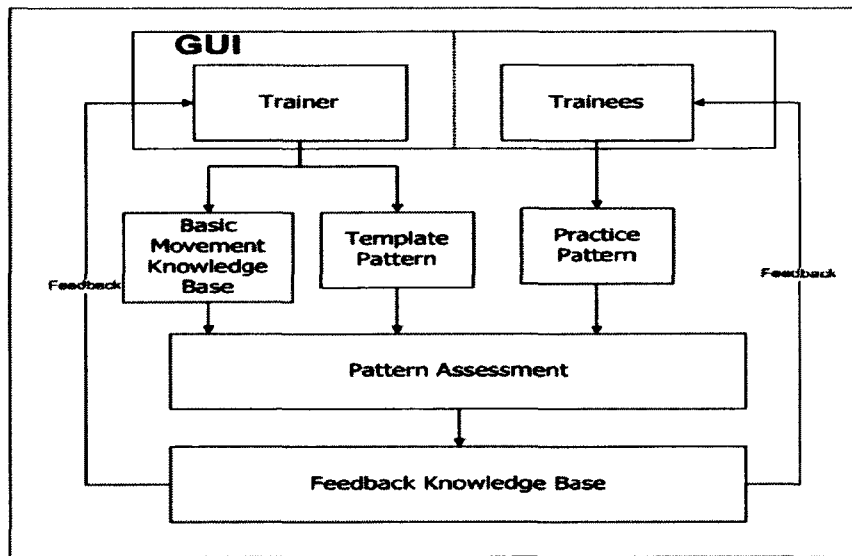 GUI
Trainer
Trainees
Basic
Movement
Knowledge
Base
Template
Pattern
Practice
Pattern
Feedback
Feedback
Pattern Assessment
Feedback Knowledge Base